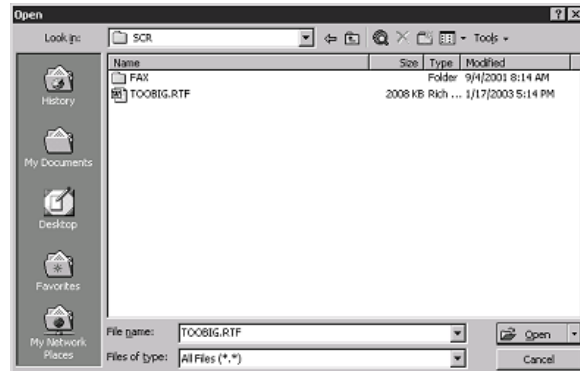 Open
Look in: SCR Tools
Name Size Type Modified
FAX Folder 9/4/2001 8:14 AM
TOOBIG.RTF 2008 KB Rich ... 1/17/2003 5:14 PM
History
My Documents
Desktop
Favorites
My Network
Places
File name: TOOBIG.RTF Open
Files of type: All Files (*.*) Cancel